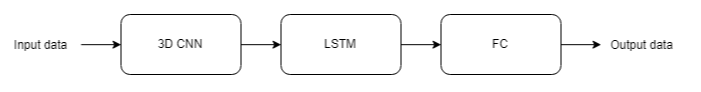 Input data
3D CNN
LSTM
FC
Output data